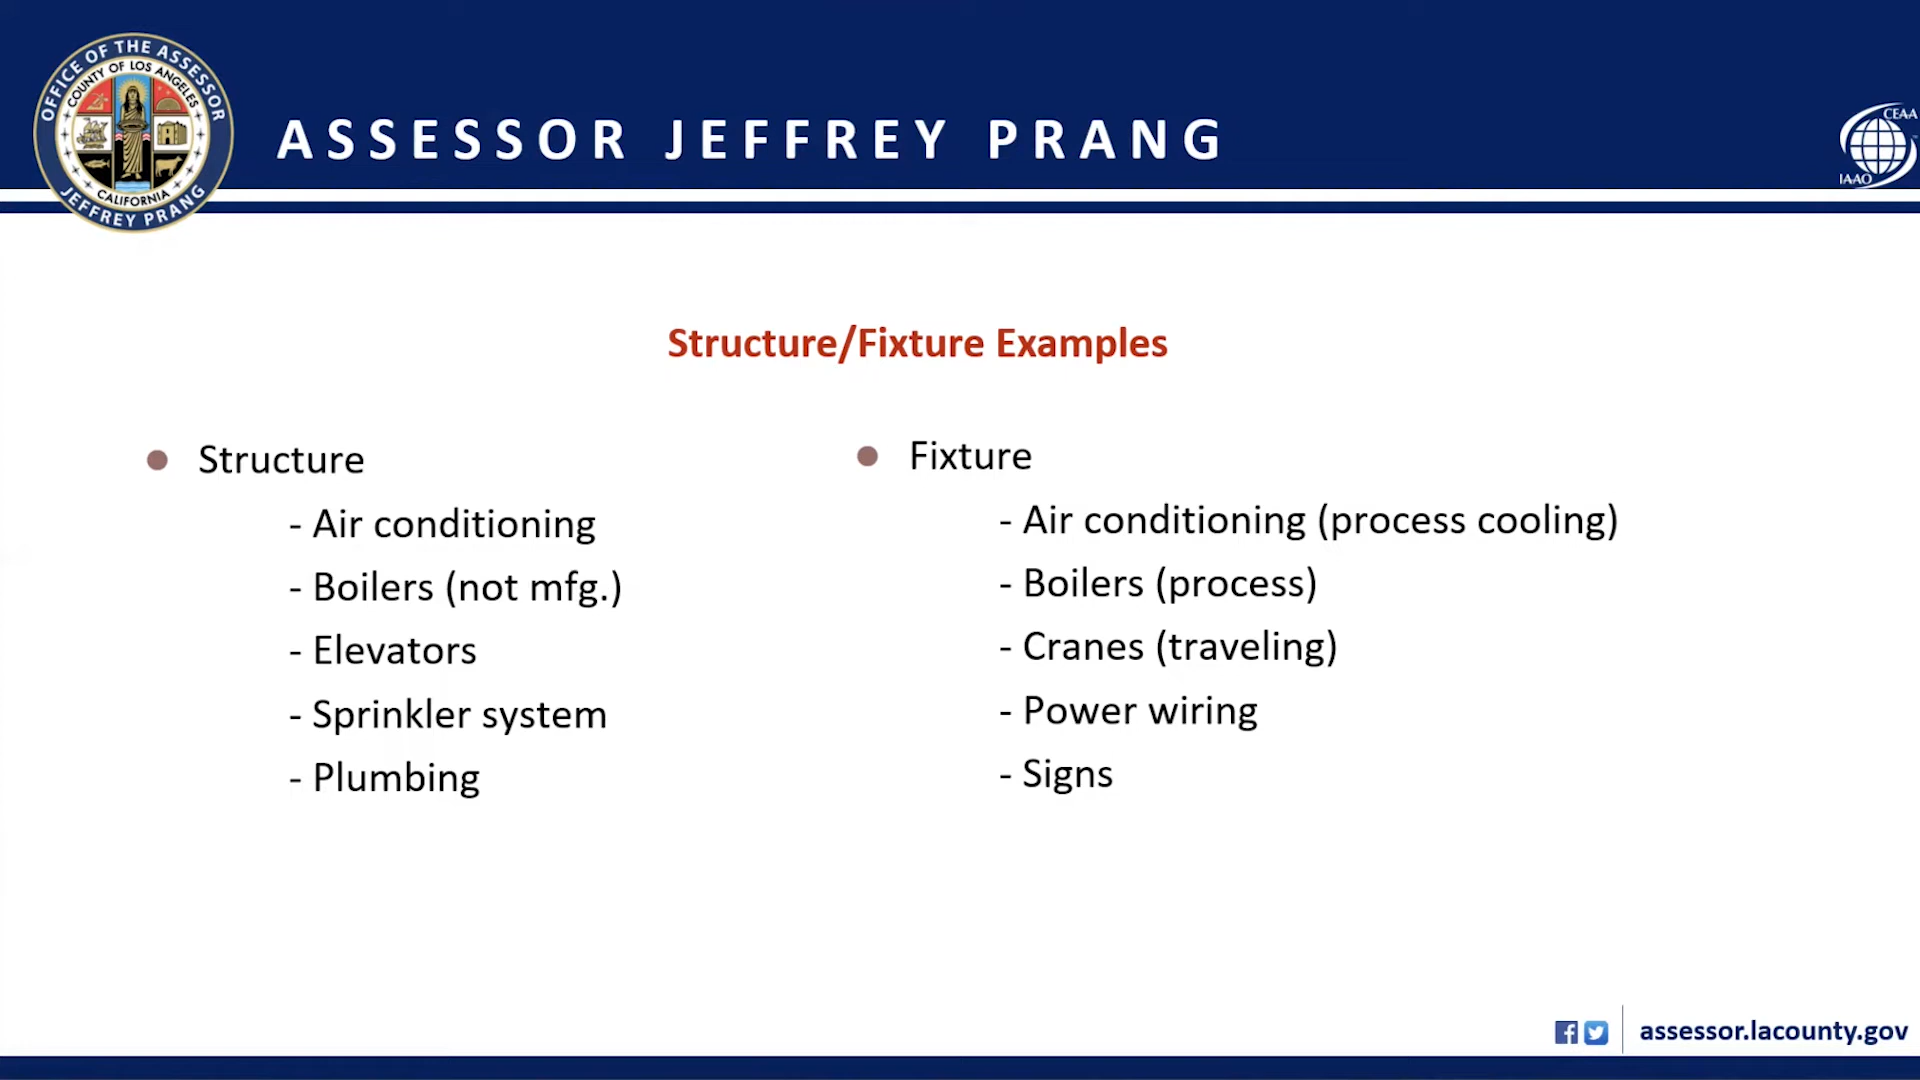 OFFICE OF THE ASSESSOR
COUNTY OF LOS ANGELES
CALIFORNIA
JEFFREY PRANG
ASSESSOR JEFFREY PRANG
CEAA
IAAO
Structure/Fixture Examples
● Structure
- Air conditioning
- Boilers (not mfg.)
- Elevators
- Sprinkler system
- Plumbing
● Fixture
- Air conditioning (process cooling)
- Boilers (process)
- Cranes (traveling)
- Power wiring
- Signs
assessor.lacounty.gov